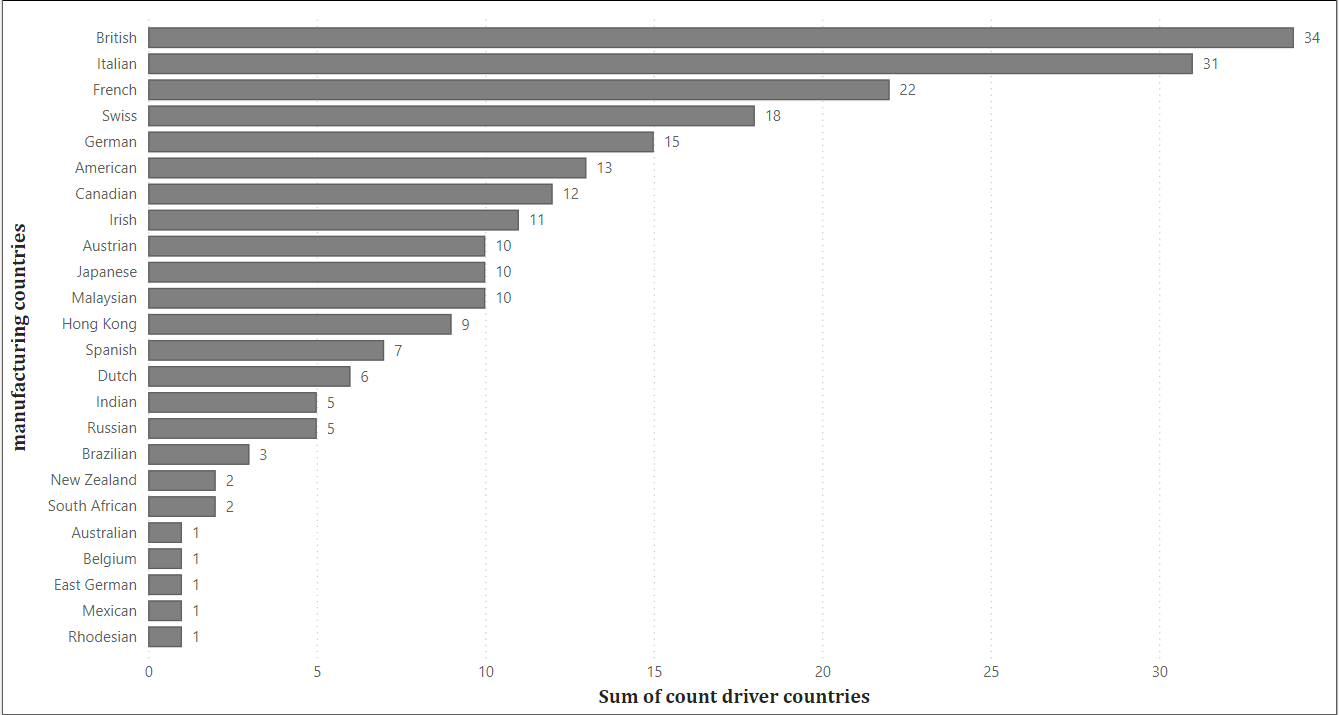 British 34
Italian 31
French 22
Swiss 18
German 15
American 13
Canadian 12
Irish 11
Austrian 10
Japanese 10
Malaysian 10
Hong Kong 9
Spanish 7
Dutch 6
Indian 5
Russian 5
Brazilian 3
New Zealand 2
South African 2
Australian 1
Belgium 1
East German 1
Mexican 1
Rhodesian 1
manufacturing countries
0 5 10 15 20 25 30
Sum of count driver countries